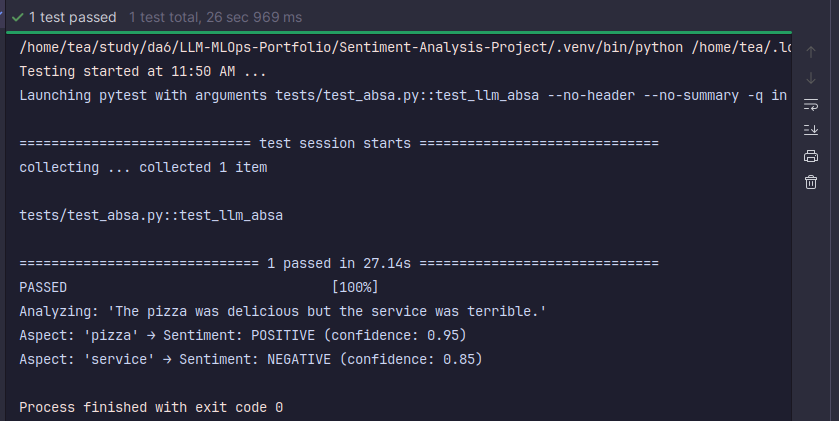 1 test passed 1 test total, 26 sec 969 ms
/home/tea/study/da6/LLM-MLOps-Portfolio/Sentiment-Analysis-Project/.venv/bin/python /home/tea/.lo
Testing started at 11:50 AM ...
Launching pytest with arguments tests/test_absa.py::test_llm_absa --no-header --no-summary -q in
============================= test session starts ==============================
collecting ... collected 1 item
tests/test_absa.py::test_llm_absa
============================== 1 passed in 27.14s ==============================
PASSED [100%]
Analyzing: 'The pizza was delicious but the service was terrible.'
Aspect: 'pizza' → Sentiment: POSITIVE (confidence: 0.95)
Aspect: 'service' → Sentiment: NEGATIVE (confidence: 0.85)
Process finished with exit code 0